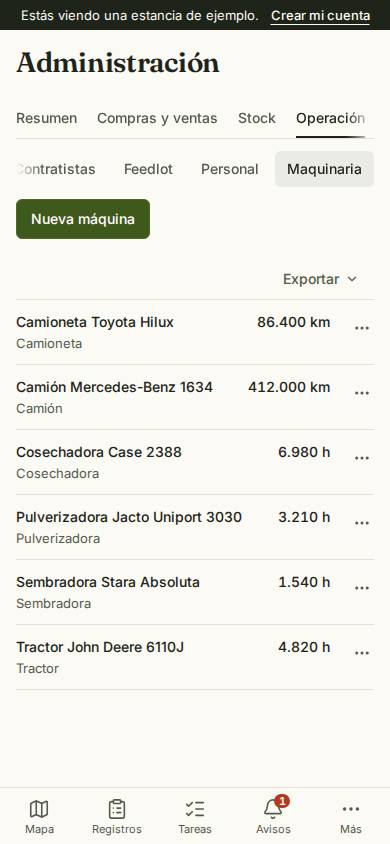 Estás viendo una estancia de ejemplo. Crear mi cuenta
Administración
Resumen Compras y ventas Stock Operación
Contratistas Feedlot Personal Maquinaria
Nueva máquina
Exportar
Camioneta Toyota Hilux 86.400 km
Camioneta
Camión Mercedes-Benz 1634 412.000 km
Camión
Cosechadora Case 2388 6.980 h
Cosechadora
Pulverizadora Jacto Uniport 3030 3.210 h
Pulverizadora
Sembradora Stara Absoluta 1.540 h
Sembradora
Tractor John Deere 6110J 4.820 h
Tractor
1
Mapa Registros Tareas Avisos Más